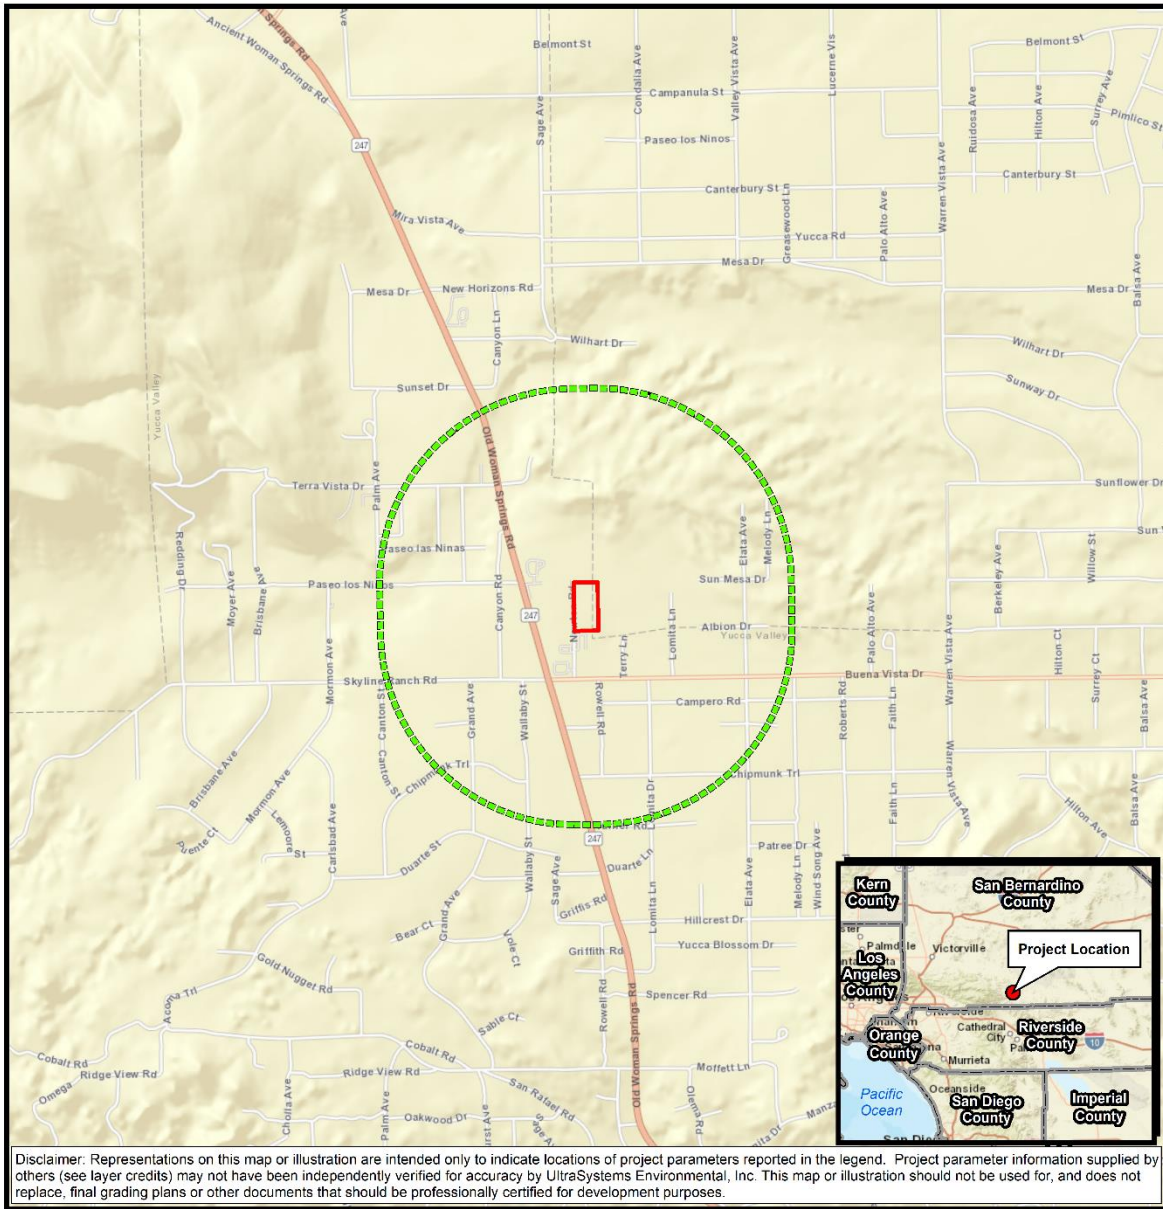 n Springs Rd
Ancient Woman Springs Rd
Belmont St
Sage Ave
Condalia Ave
Valley Vista Ave
Lucerne Vis
Belmont St
Ruidosa Ave
Hilton Ave
Surrey Ave
Pimlico St
Campanula St
247
Paseo los Ninos
Canterbury St
Canterbury St
Greasewood Ln
Palo Alto Ave
Warren Vista Ave
Mira Vista Ave
Yucca Rd
Mesa Dr
Balsa Ave
Mesa Dr
New Horizons Rd
Mesa Dr
Canyon Ln
Wilhart Dr
Wilhart Dr
Sunset Dr
Sunway Dr
Yucca Valley
Old Woman Springs Rd
Palm Ave
Terra Vista Dr
Sunflower Dr
Elata Ave
Melody Ln
Sun
Redding Dr
Moyer Ave
Brisbane Ave
Paseo las Ninas
Willow St
Berkeley Ave
Paseo los Ninos
Canyon Rd
Sun Mesa Dr
247
Lomita Ln
Albion Dr
Yucca Valley
Palo Alto Ave
Warren Vista Ave
Hilton Ct
Surrey Ct
Mormon Ave
Terry Ln
Skyline Ranch Rd
Buena Vista Dr
Canton St
Grand Ave
Wallaby St
Rowell Rd
Campero Rd
Roberts Rd
Faith Ln
Balsa Ave
Brisbane Ave
Canton St
Chipmunk Trl
Chipmunk Trl
Lomita Dr
Warren Vista Ave
Faith Ln
Mormon Ave
Lemoore
St
Puente Ct
Carlsbad Ave
247
Hilton Ave
Balsa Ave
Duarte St
Wallaby St
Sage Ave
Duarte Ln
Patree Dr
Elata Ave
Melody Ln
Wind Song Ave
Grand Ave
Griffis Rd
Lomita Ln
Hillcrest Dr
Bear Ct
Vole Ct
Griffith Rd
Yucca Blossom Dr
Gold Nugget Rd
Acoma Trl
Spencer Rd
Rowell Rd
Old Woman Springs Rd
Sable Ct
Cobalt Rd
Cobalt Rd
Ridge View Rd
Ridge View Rd
Moffett Ln
Omega
Cholla Ave
Palm Ave
San Rafael Rd
Oakwood Dr
Sage Ave
Olema Rd
Kern
County
San Bernardino
County
Palmdale
Victorville
Project Location
Los
Angeles
County
Cathedral
City
Riverside
County
Orange
County
10
Murrieta
Oceanside
Pacific
Ocean
San Diego
County
Imperial
County
Disclaimer: Representations on this map or illustration are intended only to indicate locations of project parameters reported in the legend. Project parameter information supplied by
others (see layer credits) may not have been independently verified for accuracy by UltraSystems Environmental, Inc. This map or illustration should not be used for, and does not
replace, final grading plans or other documents that should be professionally certified for development purposes.